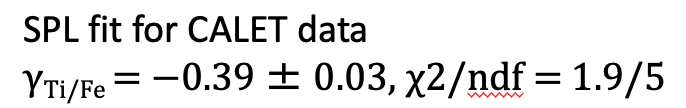 SPL fit for CALET data
γTi/Fe = −0.39 ± 0.03, χ2/ndf = 1.9/5